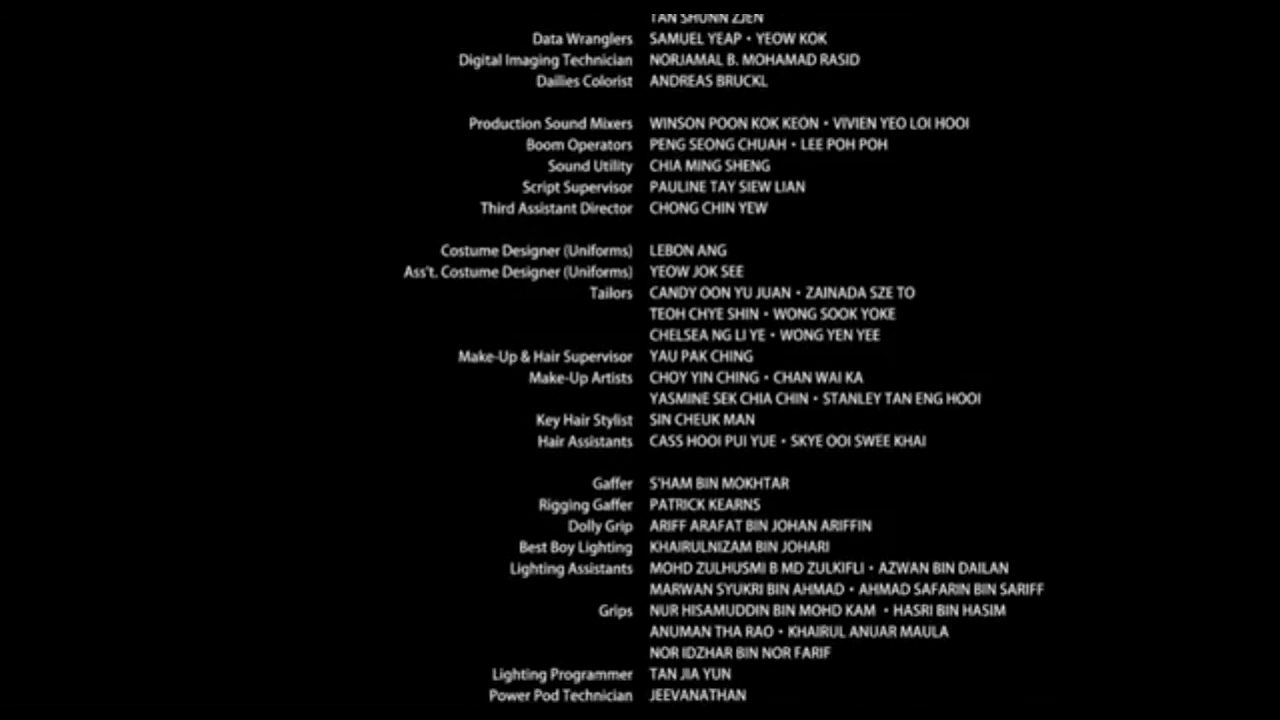 TAN SHUNN ZJEN
Data Wranglers SAMUEL YEAP • YEOW KOK
Digital Imaging Technician NORJAMAL B. MOHAMAD RASID
Dailies Colorist ANDREAS BRUCKL
Production Sound Mixers WINSON POON KOK KEON • VIVIEN YEO LOI HOOI
Boom Operators PENG SEONG CHUAH • LEE POH POH
Sound Utility CHIA MING SHENG
Script Supervisor PAULINE TAY SIEW LIAN
Third Assistant Director CHONG CHIN YEW
Costume Designer (Uniforms) LEBON ANG
Ass't. Costume Designer (Uniforms) YEOW JOK SEE
Tailors CANDY OON YU JUAN • ZAINADA SZE TO
TEOH CHYE SHIN • WONG SOOK YOKE
CHELSEA NG LI YE • WONG YEN YEE
Make-Up & Hair Supervisor YAU PAK CHING
Make-Up Artists CHOY YIN CHING • CHAN WAI KA
YASMINE SEK CHIA CHIN • STANLEY TAN ENG HOOI
Key Hair Stylist SIN CHEUK MAN
Hair Assistants CASS HOOI PUI YUE • SKYE OOI SWEE KHAI
Gaffer S'HAM BIN MOKHTAR
Rigging Gaffer PATRICK KEARNS
Dolly Grip ARIFF ARAFAT BIN JOHAN ARIFFIN
Best Boy Lighting KHAIRULNIZAM BIN JOHARI
Lighting Assistants MOHD ZULHUSMI B MD ZULKIFLI • AZWAN BIN DAILAN
MARWAN SYUKRI BIN AHMAD • AHMAD SAFARIN BIN SARIFF
Grips NUR HISAMUDDIN BIN MOHD KAM • HASRI BIN HASIM
ANUMAN THA RAO • KHAIRUL ANUAR MAULA
NOR IDZHAR BIN NOR FARIF
Lighting Programmer TAN JIA YUN
Power Pod Technician JEEVANATHAN